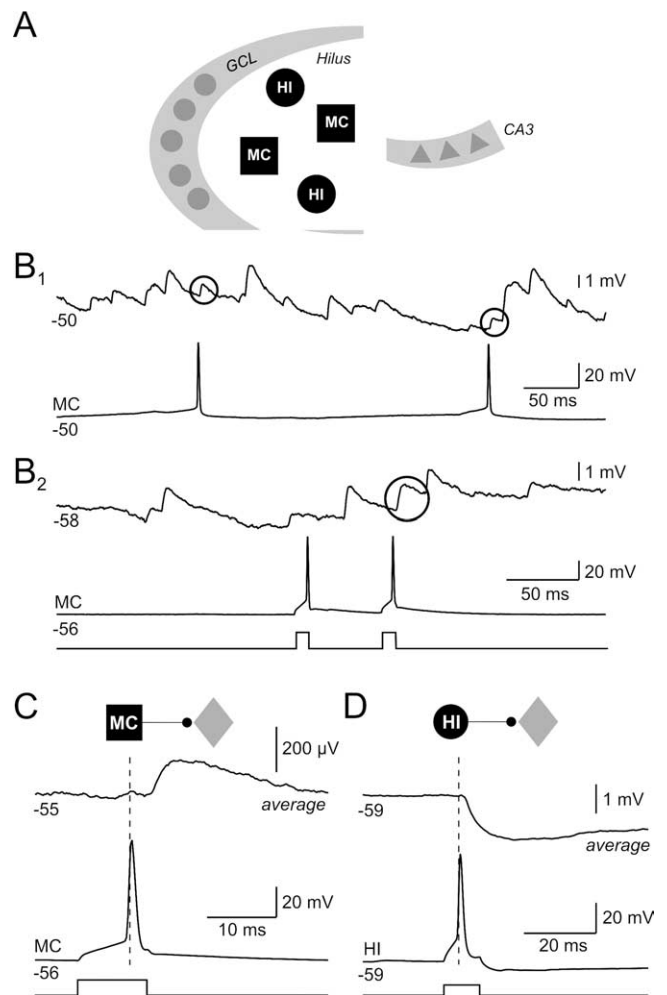 A
GCL
Hilus
HI
MC
MC
HI
CA3
B1
1 mV
-50
20 mV
MC
-50
50 ms
B2
1 mV
-58
20 mV
MC
-56
50 ms
C
MC
200 µV
-55
average
20 mV
10 ms
MC
-56
D
HI
1 mV
-59
average
20 mV
20 ms
HI
-59